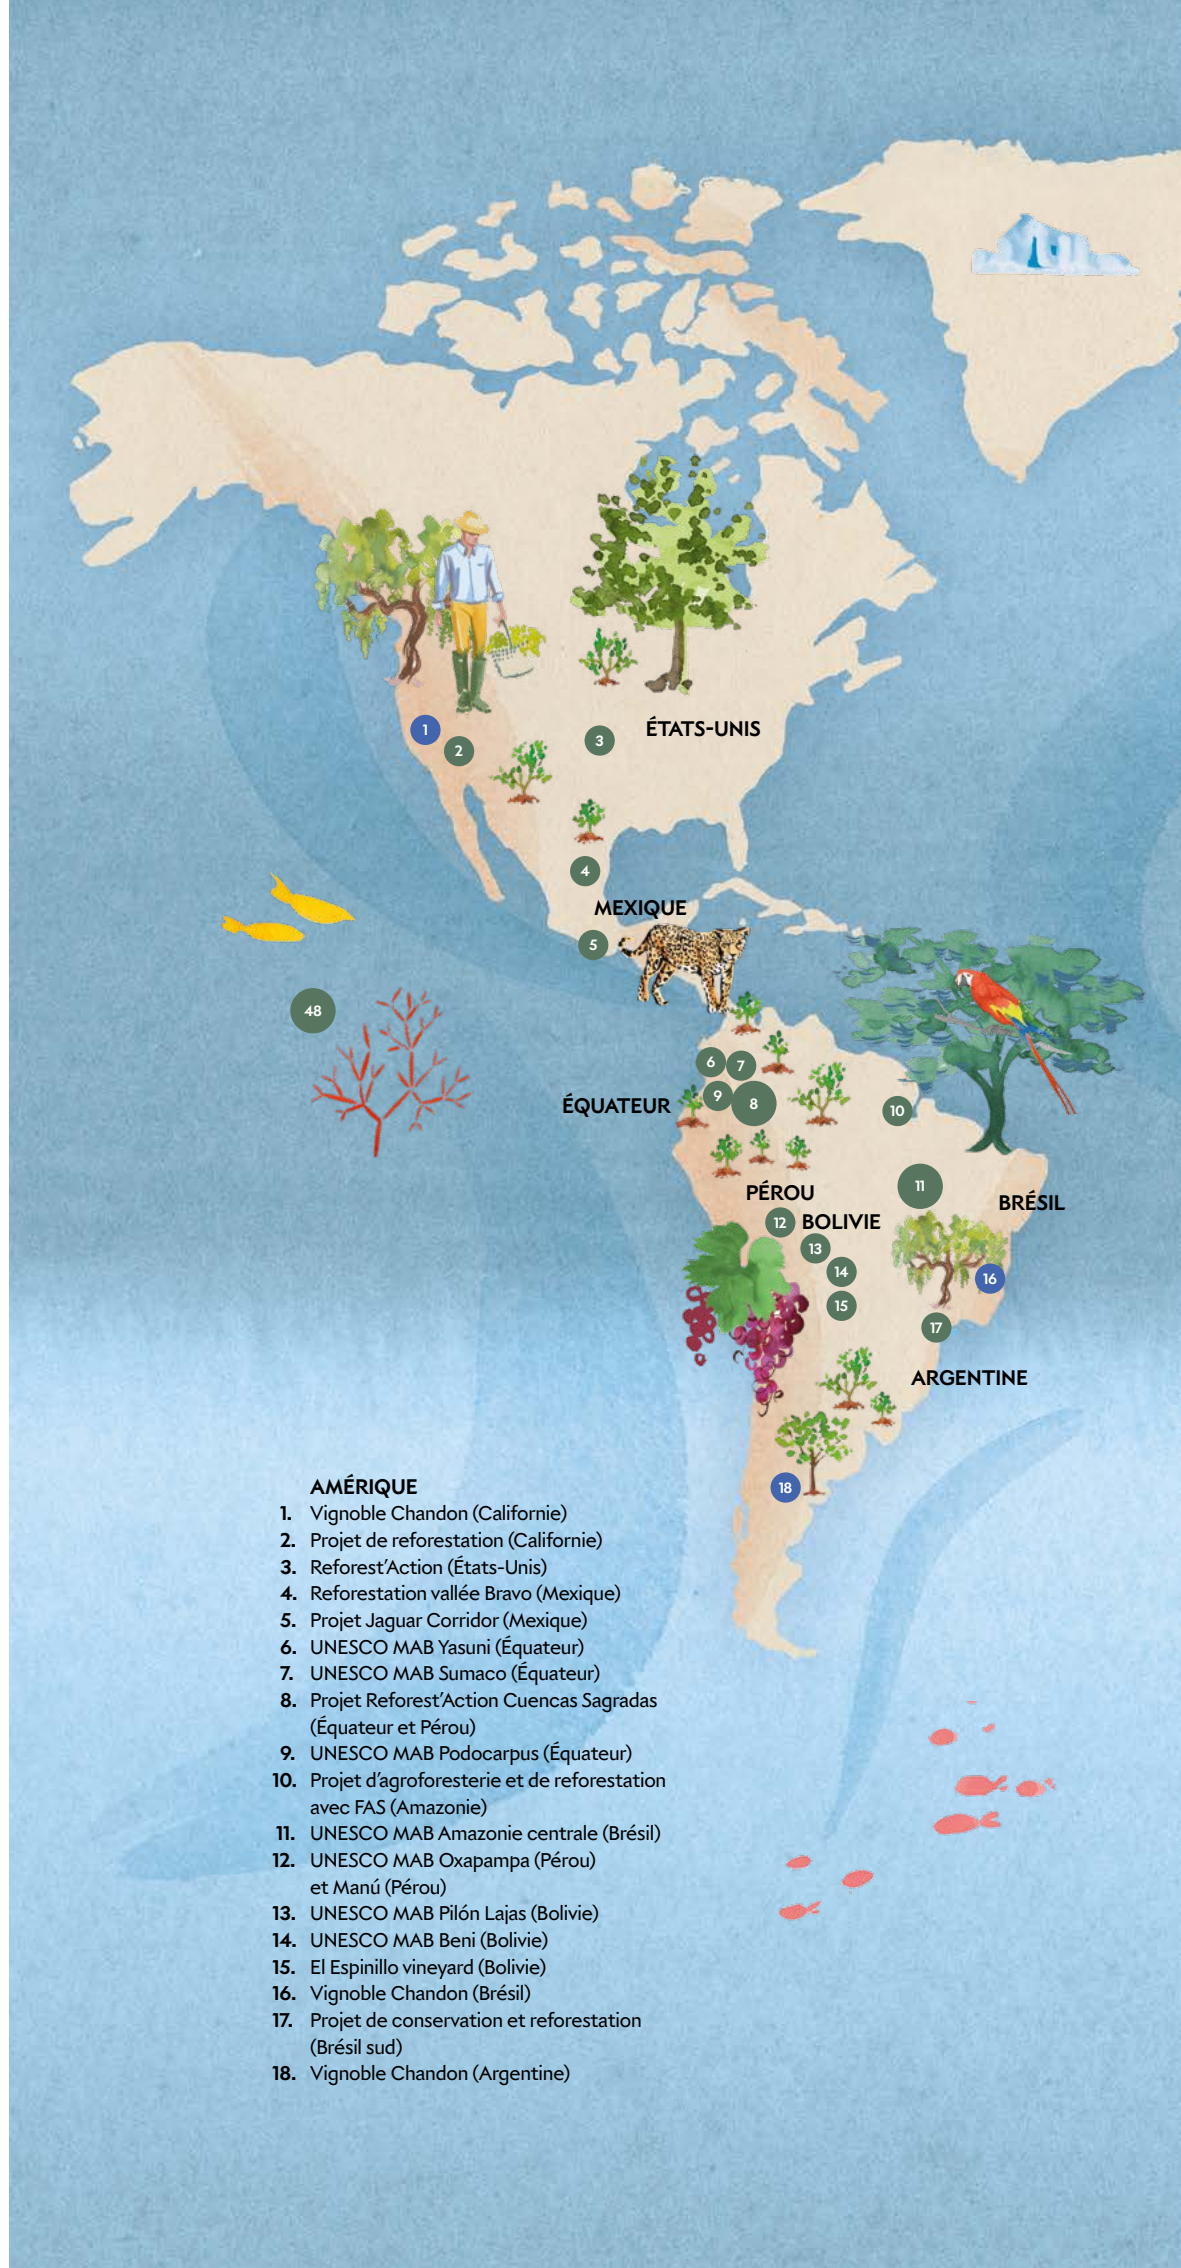 1
2
3
ÉTATS-UNIS
4
MEXIQUE
5
48
6
7
9
8
ÉQUATEUR
10
11
PÉROU
BRÉSIL
12
BOLIVIE
13
14
16
15
17
ARGENTINE
18
AMÉRIQUE
1. Vignoble Chandon (Californie)
2. Projet de reforestation (Californie)
3. Reforest’Action (États-Unis)
4. Reforestation vallée Bravo (Mexique)
5. Projet Jaguar Corridor (Mexique)
6. UNESCO MAB Yasuni (Équateur)
7. UNESCO MAB Sumaco (Équateur)
8. Projet Reforest’Action Cuencas Sagradas
(Équateur et Pérou)
9. UNESCO MAB Podocarpus (Équateur)
10. Projet d’agroforesterie et de reforestation
avec FAS (Amazonie)
11. UNESCO MAB Amazonie centrale (Brésil)
12. UNESCO MAB Oxapampa (Pérou)
et Manú (Pérou)
13. UNESCO MAB Pilón Lajas (Bolivie)
14. UNESCO MAB Beni (Bolivie)
15. El Espinillo vineyard (Bolivie)
16. Vignoble Chandon (Brésil)
17. Projet de conservation et reforestation
(Brésil sud)
18. Vignoble Chandon (Argentine)